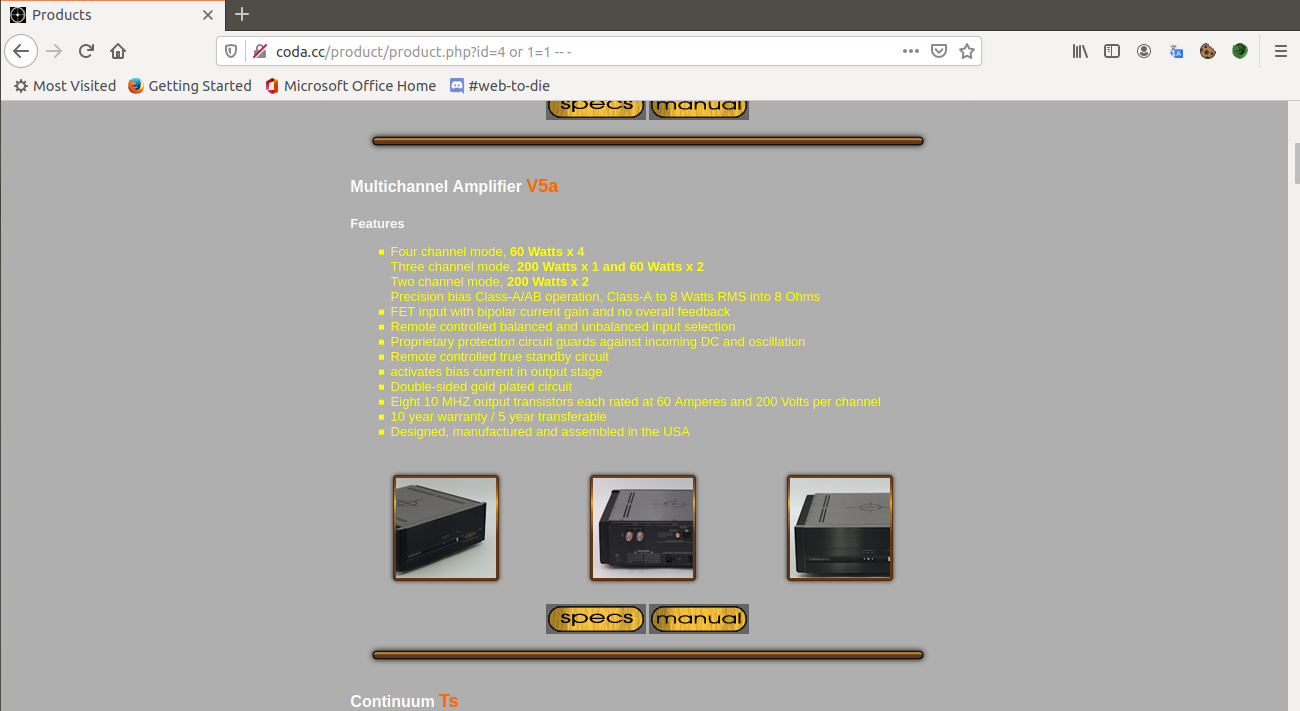 Products
coda.cc/product/product.php?id=4 or 1=1 -- -
Most Visited Getting Started Microsoft Office Home #web-to-die
specs manual
Multichannel Amplifier V5a
Features
Four channel mode, 60 Watts x 4
Three channel mode, 200 Watts x 1 and 60 Watts x 2
Two channel mode, 200 Watts x 2
Precision bias Class-A/AB operation, Class-A to 8 Watts RMS into 8 Ohms
FET input with bipolar current gain and no overall feedback
Remote controlled balanced and unbalanced input selection
Proprietary protection circuit guards against incoming DC and oscillation
Remote controlled true standby circuit
activates bias current in output stage
Double-sided gold plated circuit
Eight 10 MHZ output transistors each rated at 60 Amperes and 200 Volts per channel
10 year warranty / 5 year transferable
Designed, manufactured and assembled in the USA
specs manual
Continuum Ts